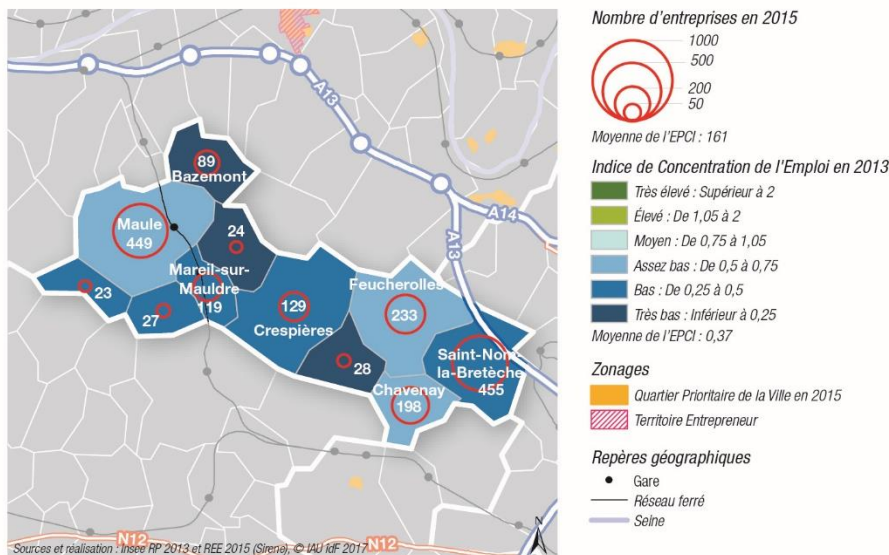 A13
A13
A14
89
Bazemont
Maule
449
24
Mareil-sur-
Mauldre
119
23
27
129
Crespières
Feucherolles
233
28
Saint-Nom-
la-Bretèche
455
Chavenay
198
N12
N12
N
Sources et réalisation : Insee RP 2013 et REE 2015 (Sirene), © IAU îdF 2017
Nombre d'entreprises en 2015
1000
500
200
50
Moyenne de l'EPCI : 161
Indice de Concentration de l'Emploi en 2013
Très élevé : Supérieur à 2
Élevé : De 1,05 à 2
Moyen : De 0,75 à 1,05
Assez bas : De 0,5 à 0,75
Bas : De 0,25 à 0,5
Très bas : Inférieur à 0,25
Moyenne de l'EPCI : 0,37
Zonages
Quartier Prioritaire de la Ville en 2015
Territoire Entrepreneur
Repères géographiques
Gare
Réseau ferré
Seine